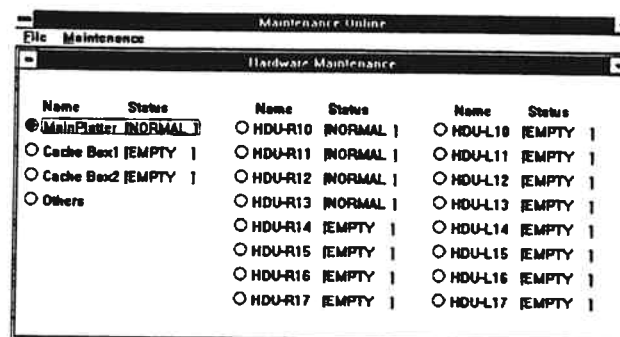 Maintenance Online
File Maintenance
Hardware Maintenance
Name Status Name Status Name Status
MainPlatter [NORMAL ] HDU-R10 [NORMAL ] HDU-L10 [EMPTY ]
Cache Box1 [EMPTY ] HDU-R11 [NORMAL ] HDU-L11 [EMPTY ]
Cache Box2 [EMPTY ] HDU-R12 [NORMAL ] HDU-L12 [EMPTY ]
Others HDU-R13 [NORMAL ] HDU-L13 [EMPTY ]
HDU-R14 [EMPTY ] HDU-L14 [EMPTY ]
HDU-R15 [EMPTY ] HDU-L15 [EMPTY ]
HDU-R16 [EMPTY ] HDU-L16 [EMPTY ]
HDU-R17 [EMPTY ] HDU-L17 [EMPTY ]